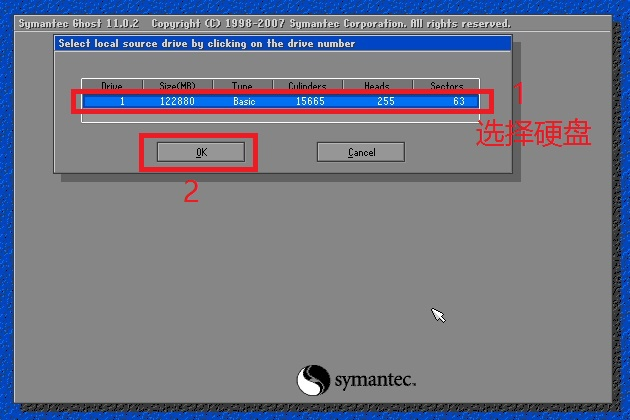 Symantec Ghost 11.0.2 Copyright (C) 1998-2007 Symantec Corporation. All rights reserved.
Select local source drive by clicking on the drive number
Drive Size(MB) Type Cylinders Heads Sectors
1 122880 Basic 15665 255 63
1
选择硬盘
OK Cancel
2
symantec.